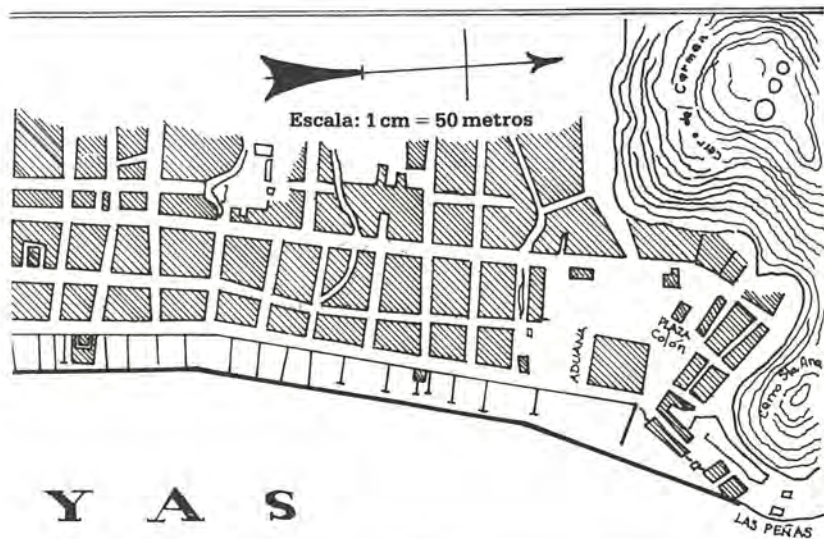 Escala: 1 cm = 50 metros
Cerro del Carmen
PLAZA
Colón
ADUANA
Cerro Sta Ana
Y A S
LAS PEÑAS